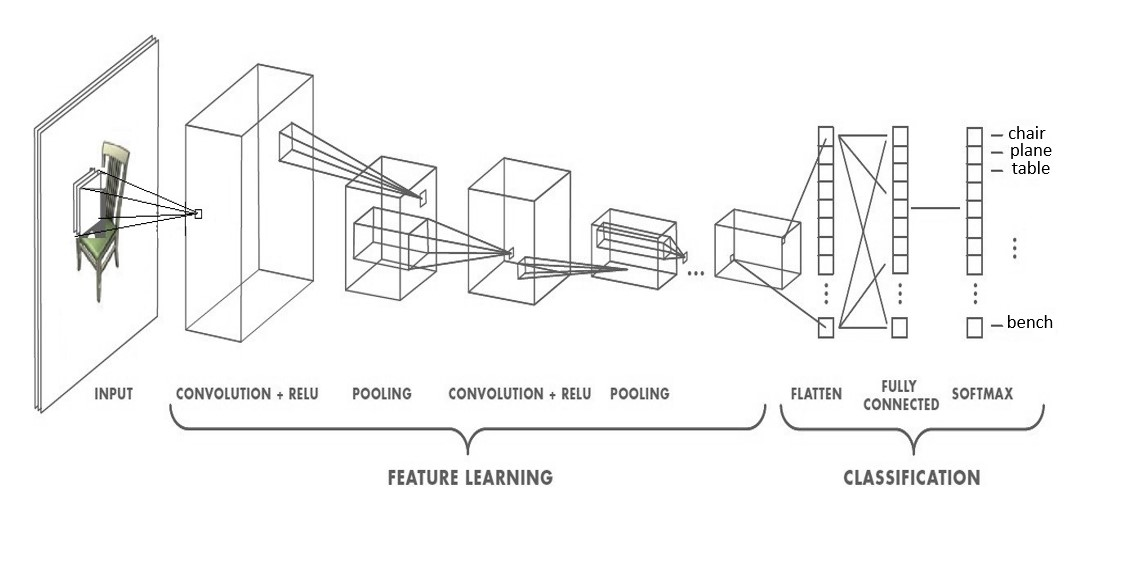 chair
plane
table
bench
INPUT
CONVOLUTION + RELU
POOLING
CONVOLUTION + RELU
POOLING
FLATTEN
FULLY
CONNECTED
SOFTMAX
FEATURE LEARNING
CLASSIFICATION